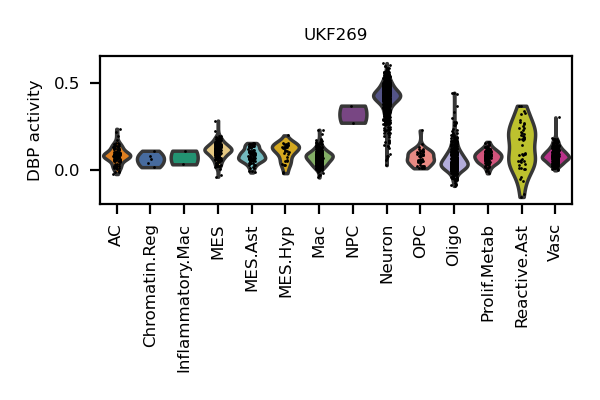 UKF269
DBP activity
0.5
0.0
AC
Chromatin.Reg
Inflammatory.Mac
MES
MES.Ast
MES.Hyp
Mac
NPC
Neuron
OPC
Oligo
Prolif.Metab
Reactive.Ast
Vasc